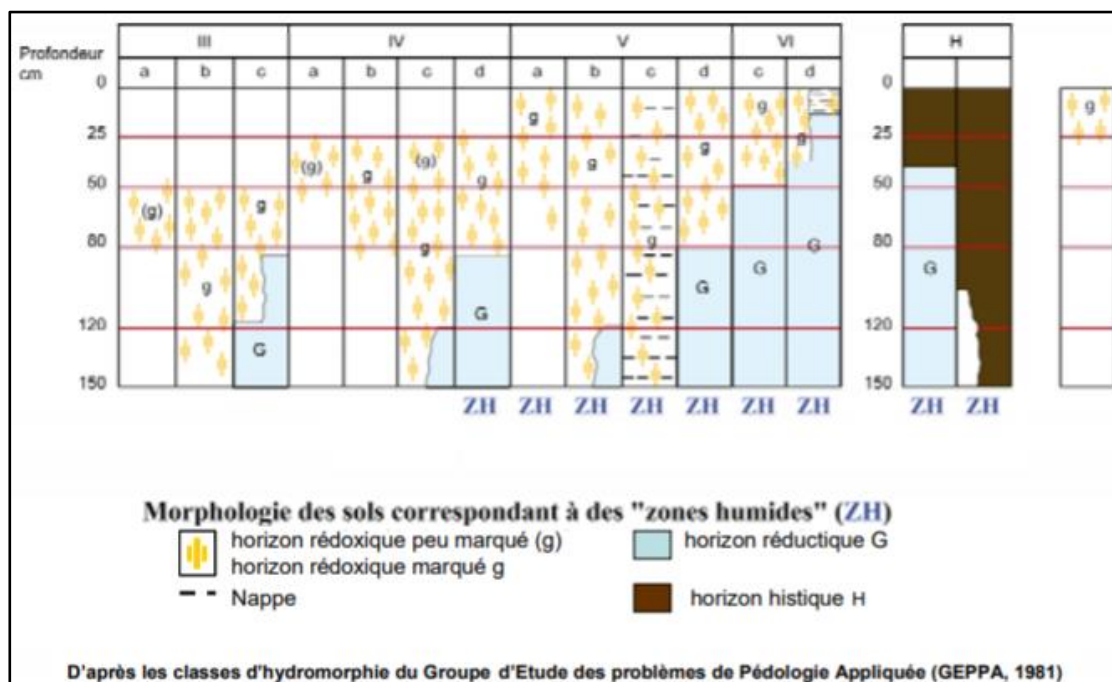 III IV V VI H
Profondeur
cm
a b c a b c d a b c d c d
0 0
g g g
g
25 25
(g) g (g) g g g
50 50
(g) g
80 80
g g g G G
G G G
120 120
G
150 150
ZH ZH ZH ZH ZH ZH ZH ZH ZH
Morphologie des sols correspondant à des "zones humides" (ZH)
horizon rédoxique peu marqué (g)
horizon rédoxique marqué g
horizon réductique G
Nappe
horizon histique H
D'après les classes d'hydromorphie du Groupe d'Etude des problèmes de Pédologie Appliquée (GEPPA, 1981)